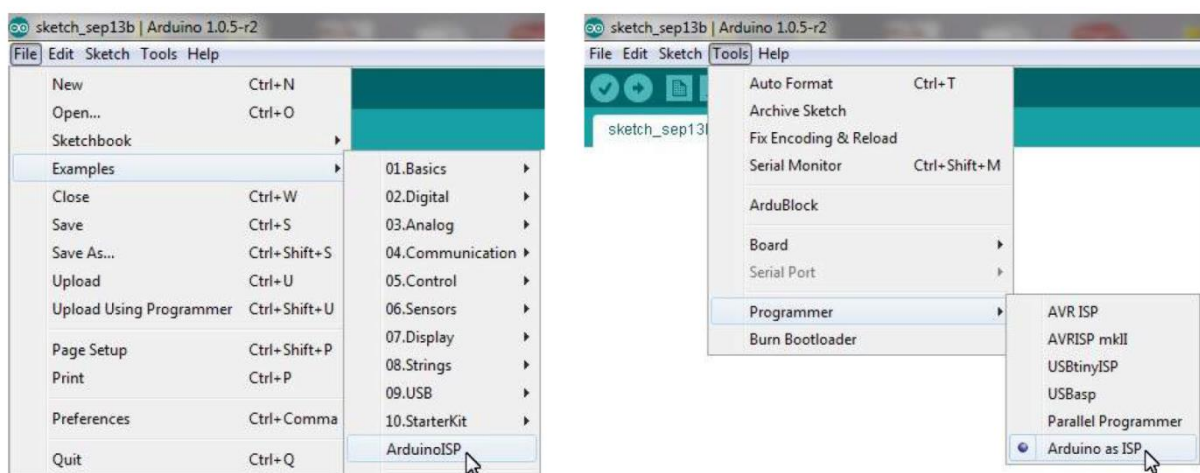 sketch_sep13b | Arduino 1.0.5-r2
File Edit Sketch Tools Help
New Ctrl+N
Open... Ctrl+O
Sketchbook
Examples
Close Ctrl+W
Save Ctrl+S
Save As... Ctrl+Shift+S
Upload Ctrl+U
Upload Using Programmer Ctrl+Shift+U
Page Setup Ctrl+Shift+P
Print Ctrl+P
Preferences Ctrl+Comma
Quit Ctrl+Q
01.Basics
02.Digital
03.Analog
04.Communication
05.Control
06.Sensors
07.Display
08.Strings
09.USB
10.StarterKit
ArduinoISP
sketch_sep13b | Arduino 1.0.5-r2
File Edit Sketch Tools Help
sketch_sep13
Auto Format Ctrl+T
Archive Sketch
Fix Encoding & Reload
Serial Monitor Ctrl+Shift+M
ArduBlock
Board
Serial Port
Programmer
Burn Bootloader
AVR ISP
AVRISP mkII
USBtinyISP
USBasp
Parallel Programmer
Arduino as ISP